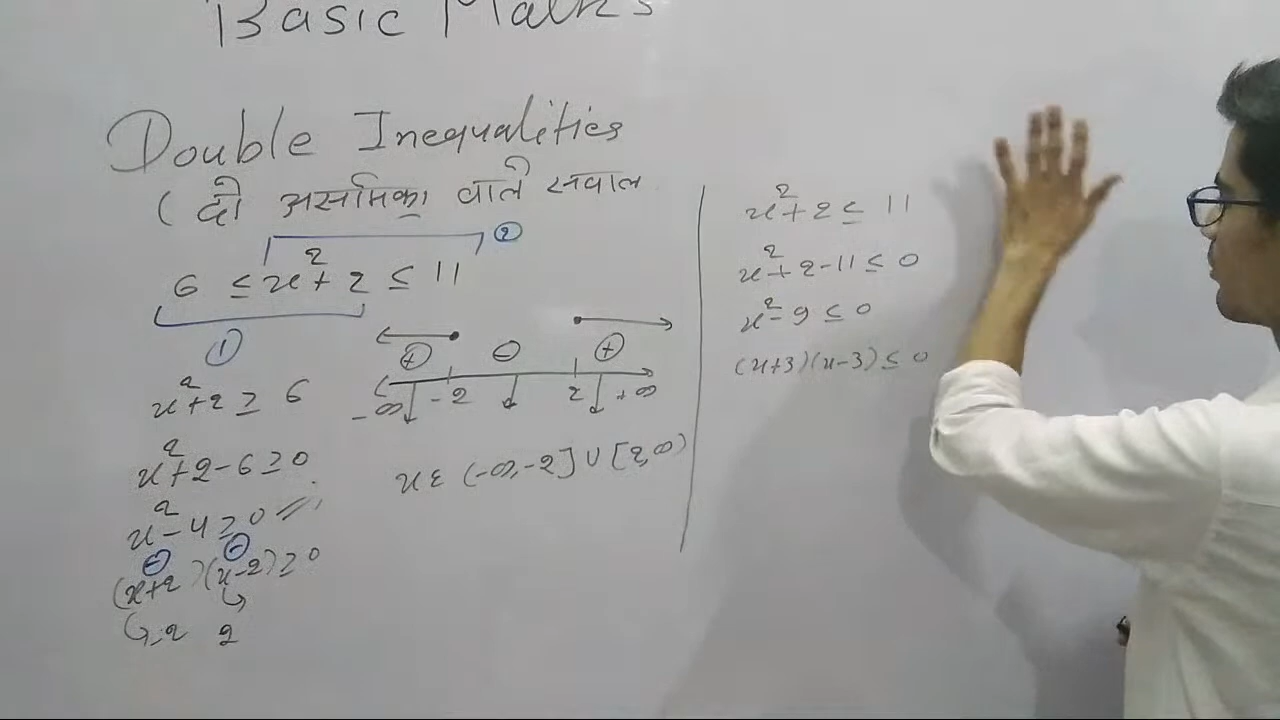 Basic Maths
Double Inequalities
( दो असमिका वाले सवाल
②
6 ≤ x² + 2 ≤ 11
①
x² + 2 ≥ 6
x² + 2 - 6 ≥ 0
x² - 4 ≥ 0
⊖ ⊖
(x+2)(x-2) ≥ 0
-2 2
⊕ ⊖ ⊕
-∞ -2 2 +∞
x ε (-∞, -2] ∪ [2, ∞)
x² + 2 ≤ 11
x² + 2 - 11 ≤ 0
x² - 9 ≤ 0
(x+3)(x-3) ≤ 0